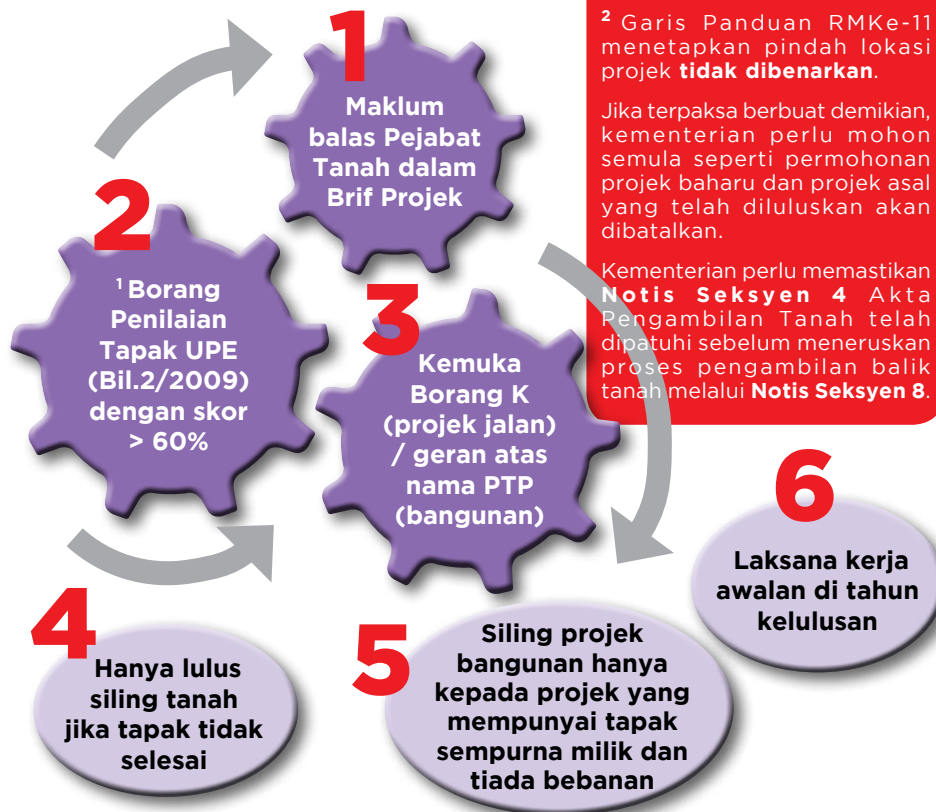 1
Maklum
balas Pejabat
Tanah dalam
Brif Projek
2
¹ Borang
Penilaian
Tapak UPE
(Bil.2/2009)
dengan skor
> 60%
3
Kemuka
Borang K
(projek jalan)
/ geran atas
nama PTP
(bangunan)
4
Hanya lulus
siling tanah
jika tapak tidak
selesai
5
Siling projek
bangunan hanya
kepada projek yang
mempunyai tapak
sempurna milik dan
tiada bebanan
6
Laksana kerja
awalan di tahun
kelulusan
² Garis Panduan RMKe-11
menetapkan pindah lokasi
projek tidak dibenarkan.
Jika terpaksa berbuat demikian,
kementerian perlu mohon
semula seperti permohonan
projek baharu dan projek asal
yang telah diluluskan akan
dibatalkan.
Kementerian perlu memastikan
Notis Seksyen 4 Akta
Pengambilan Tanah telah
dipatuhi sebelum meneruskan
proses pengambilan balik
tanah melalui Notis Seksyen 8.